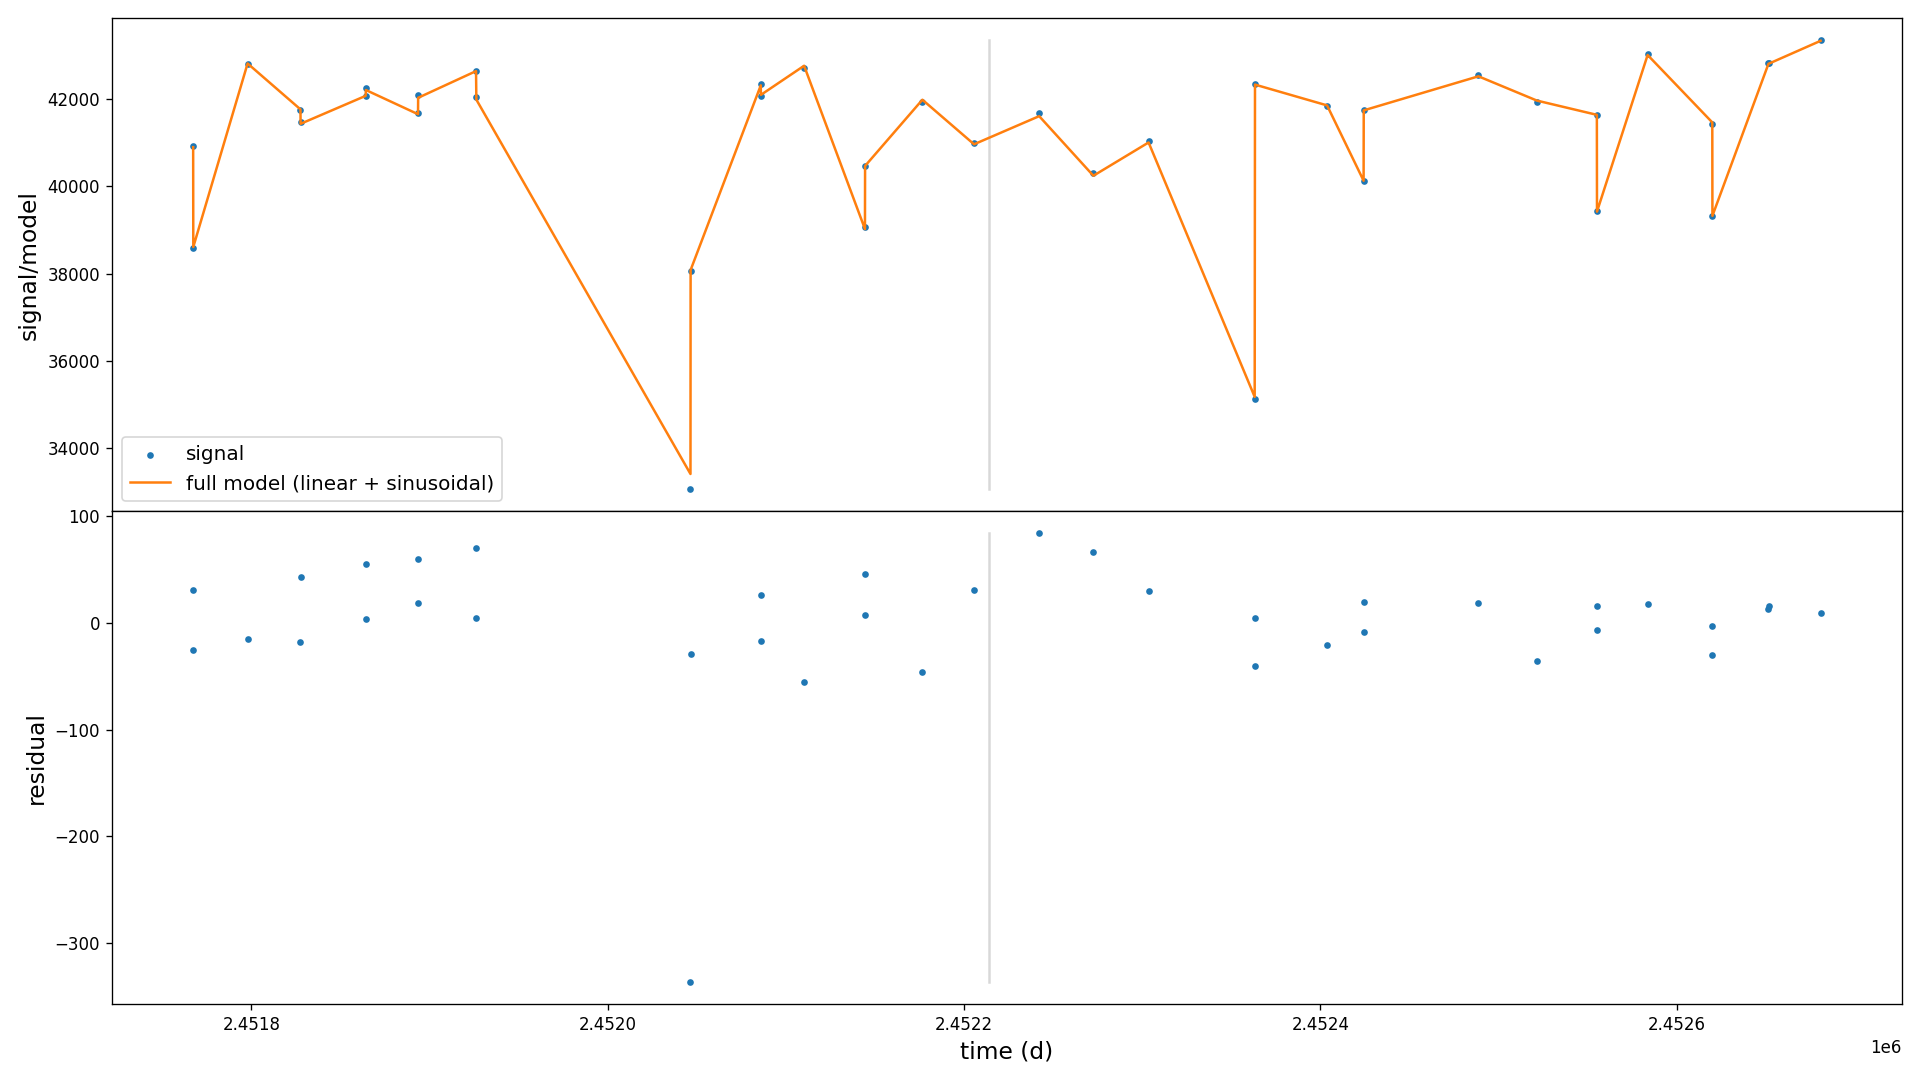 42000
40000
38000
36000
34000
signal/model
signal
full model (linear + sinusoidal)
100
0
−100
−200
−300
residual
2.4518
2.4520
2.4522
2.4524
2.4526
time (d)
1e6